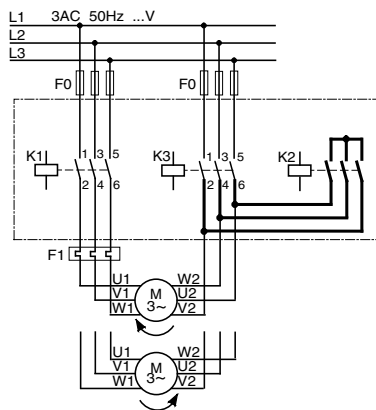 L1 3AC 50Hz ...V
L2
L3
F0 F0
K1 1 3 5 K3 1 3 5 K2
2 4 6 2 4 6
F1
U1 W2
V1 M U2
W1 3~ V2
U1 W2
V1 M U2
W1 3~ V2